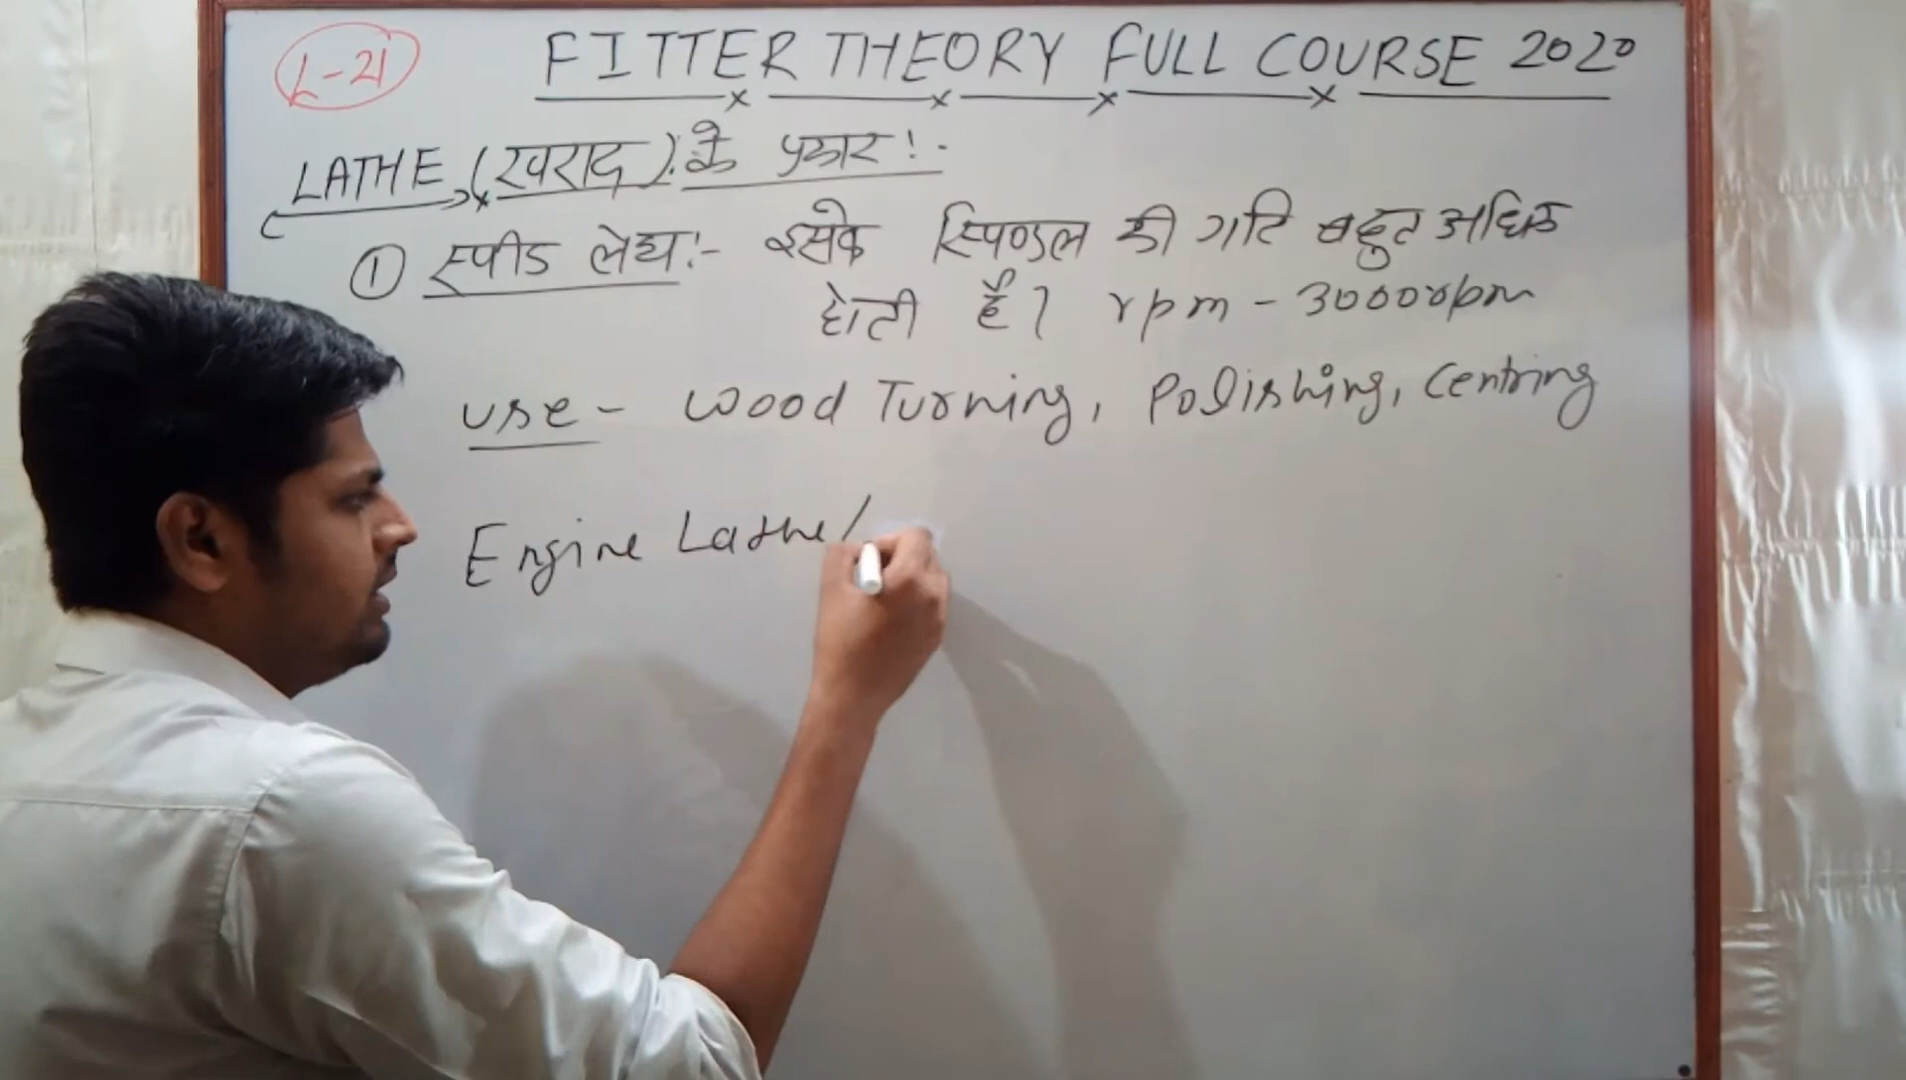 L-21
FITTER THEORY FULL COURSE 2020
LATHE (खराद) के प्रकार :-
① स्पीड लेथ :- इसके स्पिण्डल की गति बहुत अधिक
होती है। rpm - 3000rpm
use - Wood Turning, Polishing, Centring
Engine Lathe/